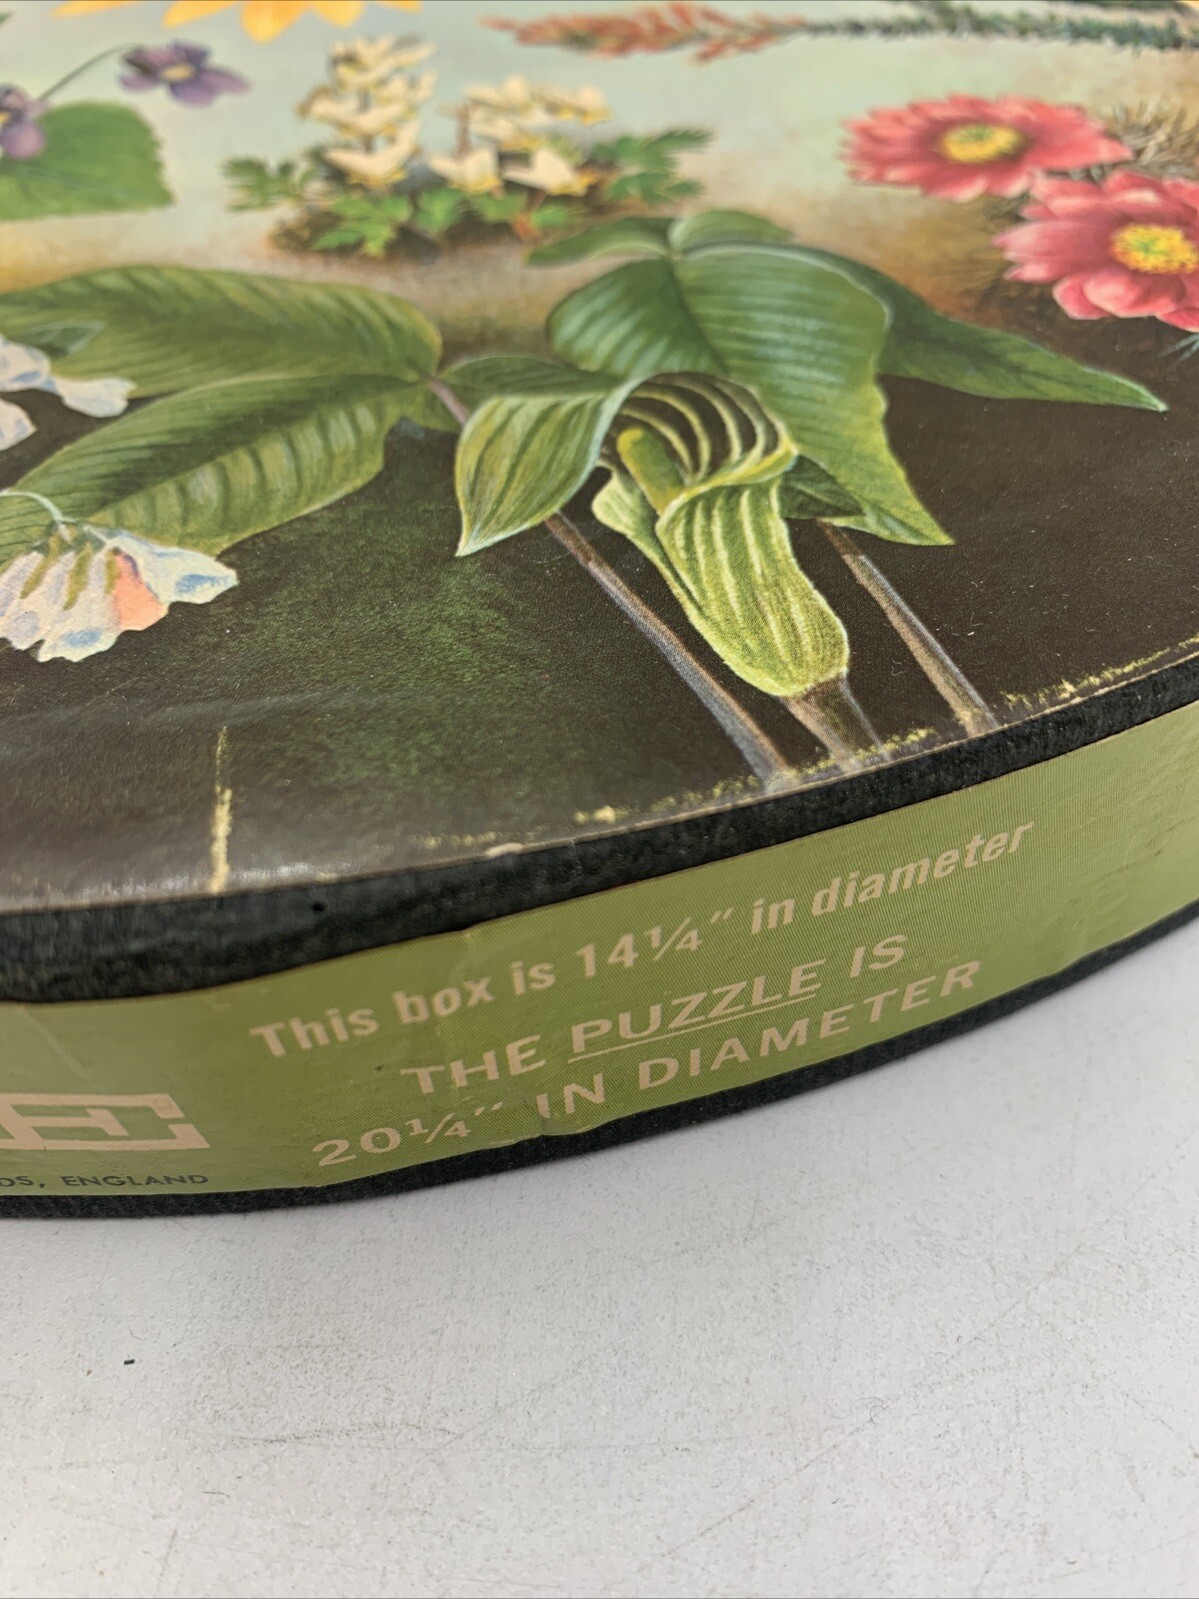 This box is 14¼" in diameter
THE PUZZLE IS
20¼" IN DIAMETER
ENGLAND